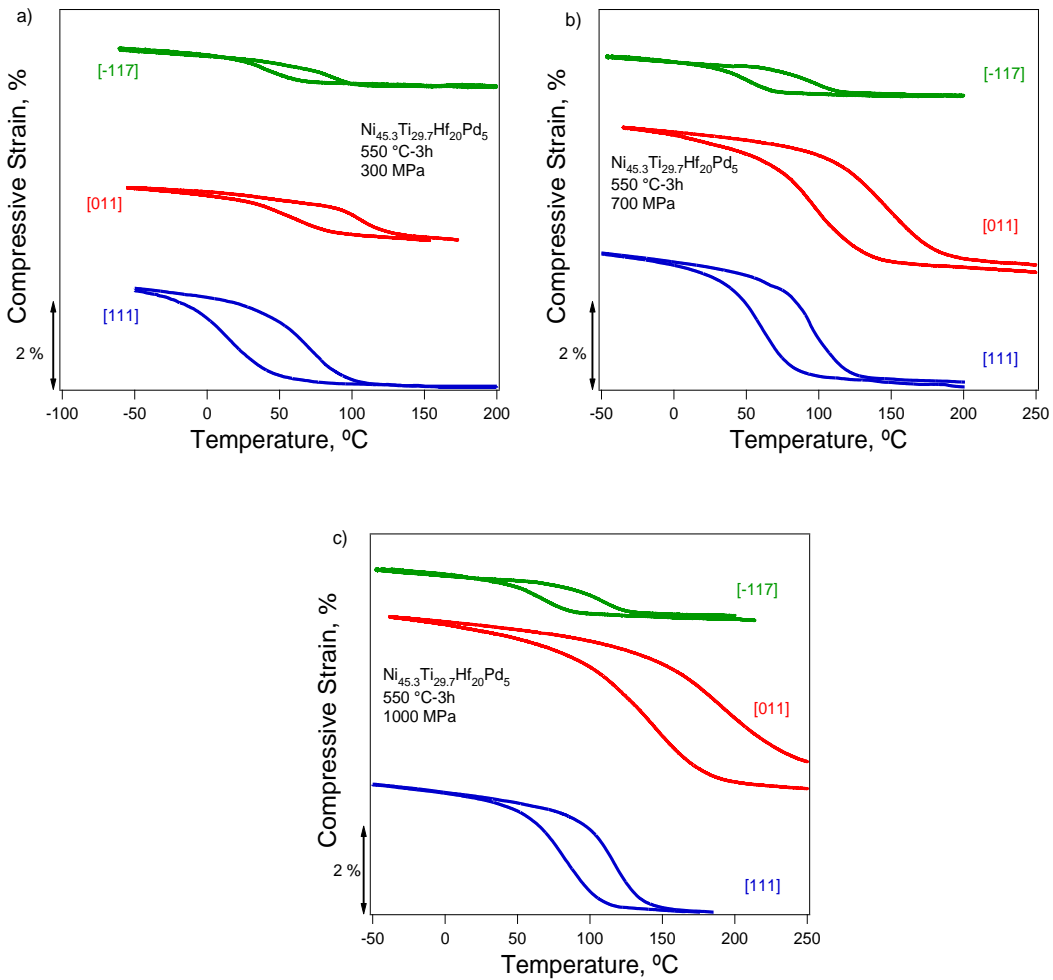 a)
Compressive Strain, %
[-117]
Ni45.3Ti29.7Hf20Pd5
550 °C-3h
300 MPa
[011]
[111]
2 %
-100 -50 0 50 100 150 200
Temperature, ºC
b)
Compressive Strain, %
[-117]
Ni45.3Ti29.7Hf20Pd5
550 °C-3h
700 MPa
[011]
[111]
2 %
-50 0 50 100 150 200 250
Temperature, ºC
c)
Compressive Strain, %
[-117]
Ni45.3Ti29.7Hf20Pd5
550 °C-3h
1000 MPa
[011]
2 %
[111]
-50 0 50 100 150 200 250
Temperature, ºC